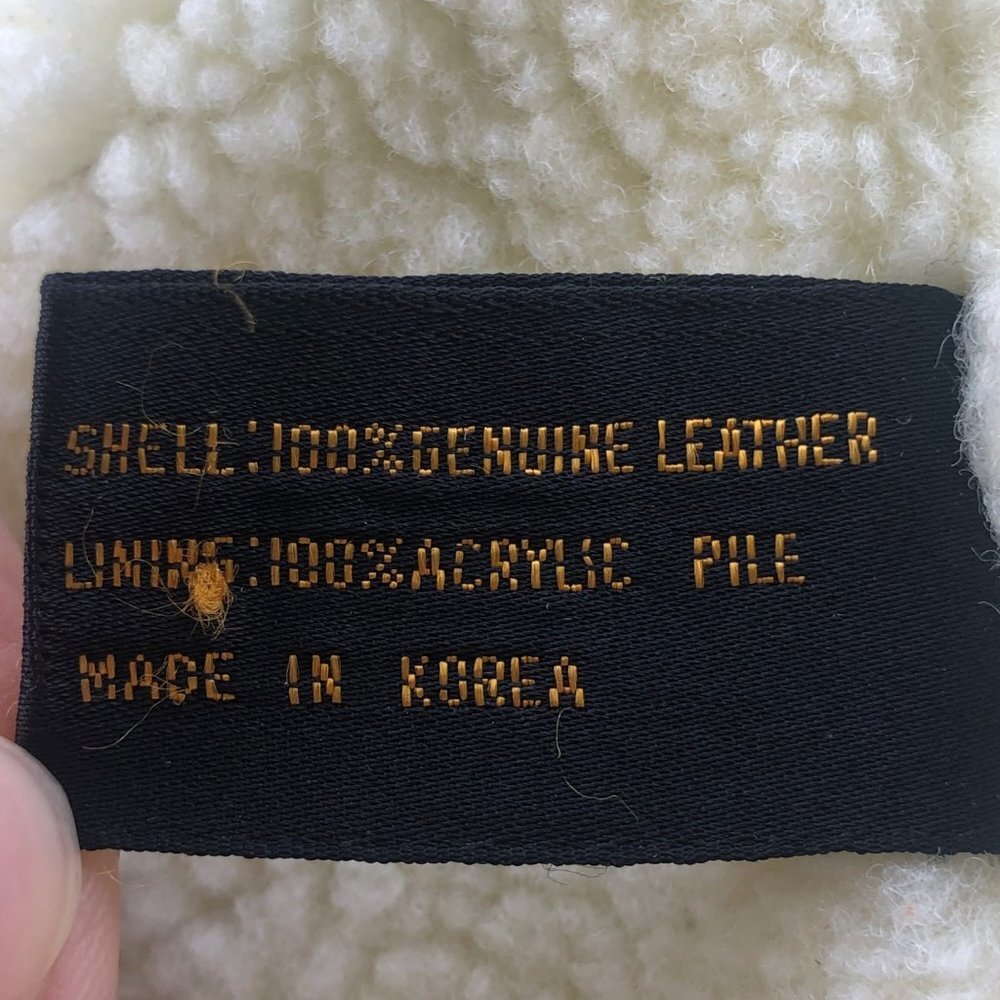 SHELL:100%GENUINE LEATHER
LINING:100%ACRYLIC PILE
MADE IN KOREA